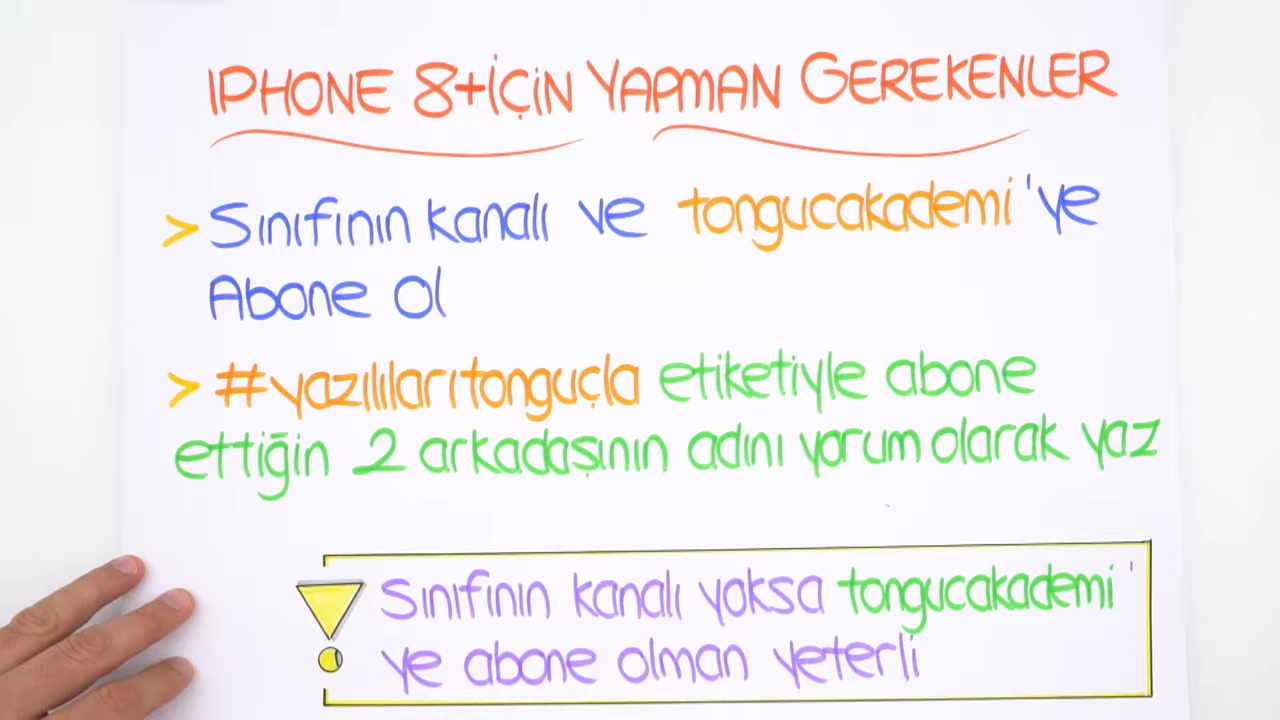 IPHONE 8+İÇİN YAPMAN GEREKENLER
> Sınıfının kanalı ve tongucakademi'ye
Abone Ol
> #yazılılarıtonguçla etiketiyle abone
ettiğin 2 arkadaşının adını yorum olarak yaz
Sınıfının kanalı yoksa tongucakademi'
ye abone olman yeterli